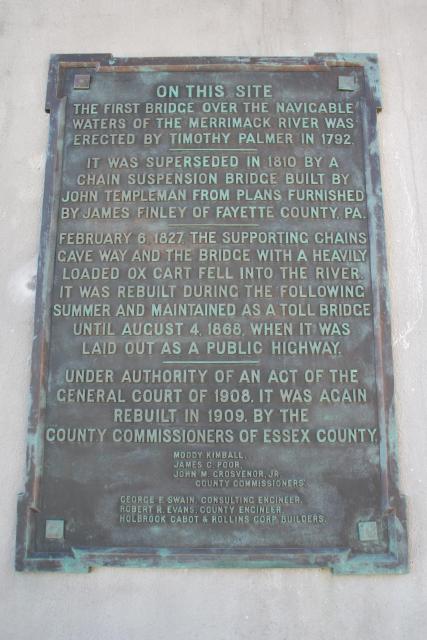 ON THIS SITE
THE FIRST BRIDGE OVER THE NAVIGABLE
WATERS OF THE MERRIMACK RIVER WAS
ERECTED BY TIMOTHY PALMER IN 1792.
IT WAS SUPERSEDED IN 1810 BY A
CHAIN SUSPENSION BRIDGE BUILT BY
JOHN TEMPLEMAN FROM PLANS FURNISHED
BY JAMES FINLEY OF FAYETTE COUNTY, PA.
FEBRUARY 6, 1827, THE SUPPORTING CHAINS
GAVE WAY AND THE BRIDGE WITH A HEAVILY
LOADED OX CART FELL INTO THE RIVER.
IT WAS REBUILT DURING THE FOLLOWING
SUMMER AND MAINTAINED AS A TOLL BRIDGE
UNTIL AUGUST 4, 1868, WHEN IT WAS
LAID OUT AS A PUBLIC HIGHWAY.
UNDER AUTHORITY OF AN ACT OF THE
GENERAL COURT OF 1908, IT WAS AGAIN
REBUILT IN 1909, BY THE
COUNTY COMMISSIONERS OF ESSEX COUNTY.
MOODY KIMBALL,
JAMES C. POOR,
JOHN M. GROSVENOR, JR.
COUNTY COMMISSIONERS.
GEORGE F. SWAIN, CONSULTING ENGINEER.
ROBERT R. EVANS, COUNTY ENGINEER.
HOLBROOK CABOT & ROLLINS CORP. BUILDERS.